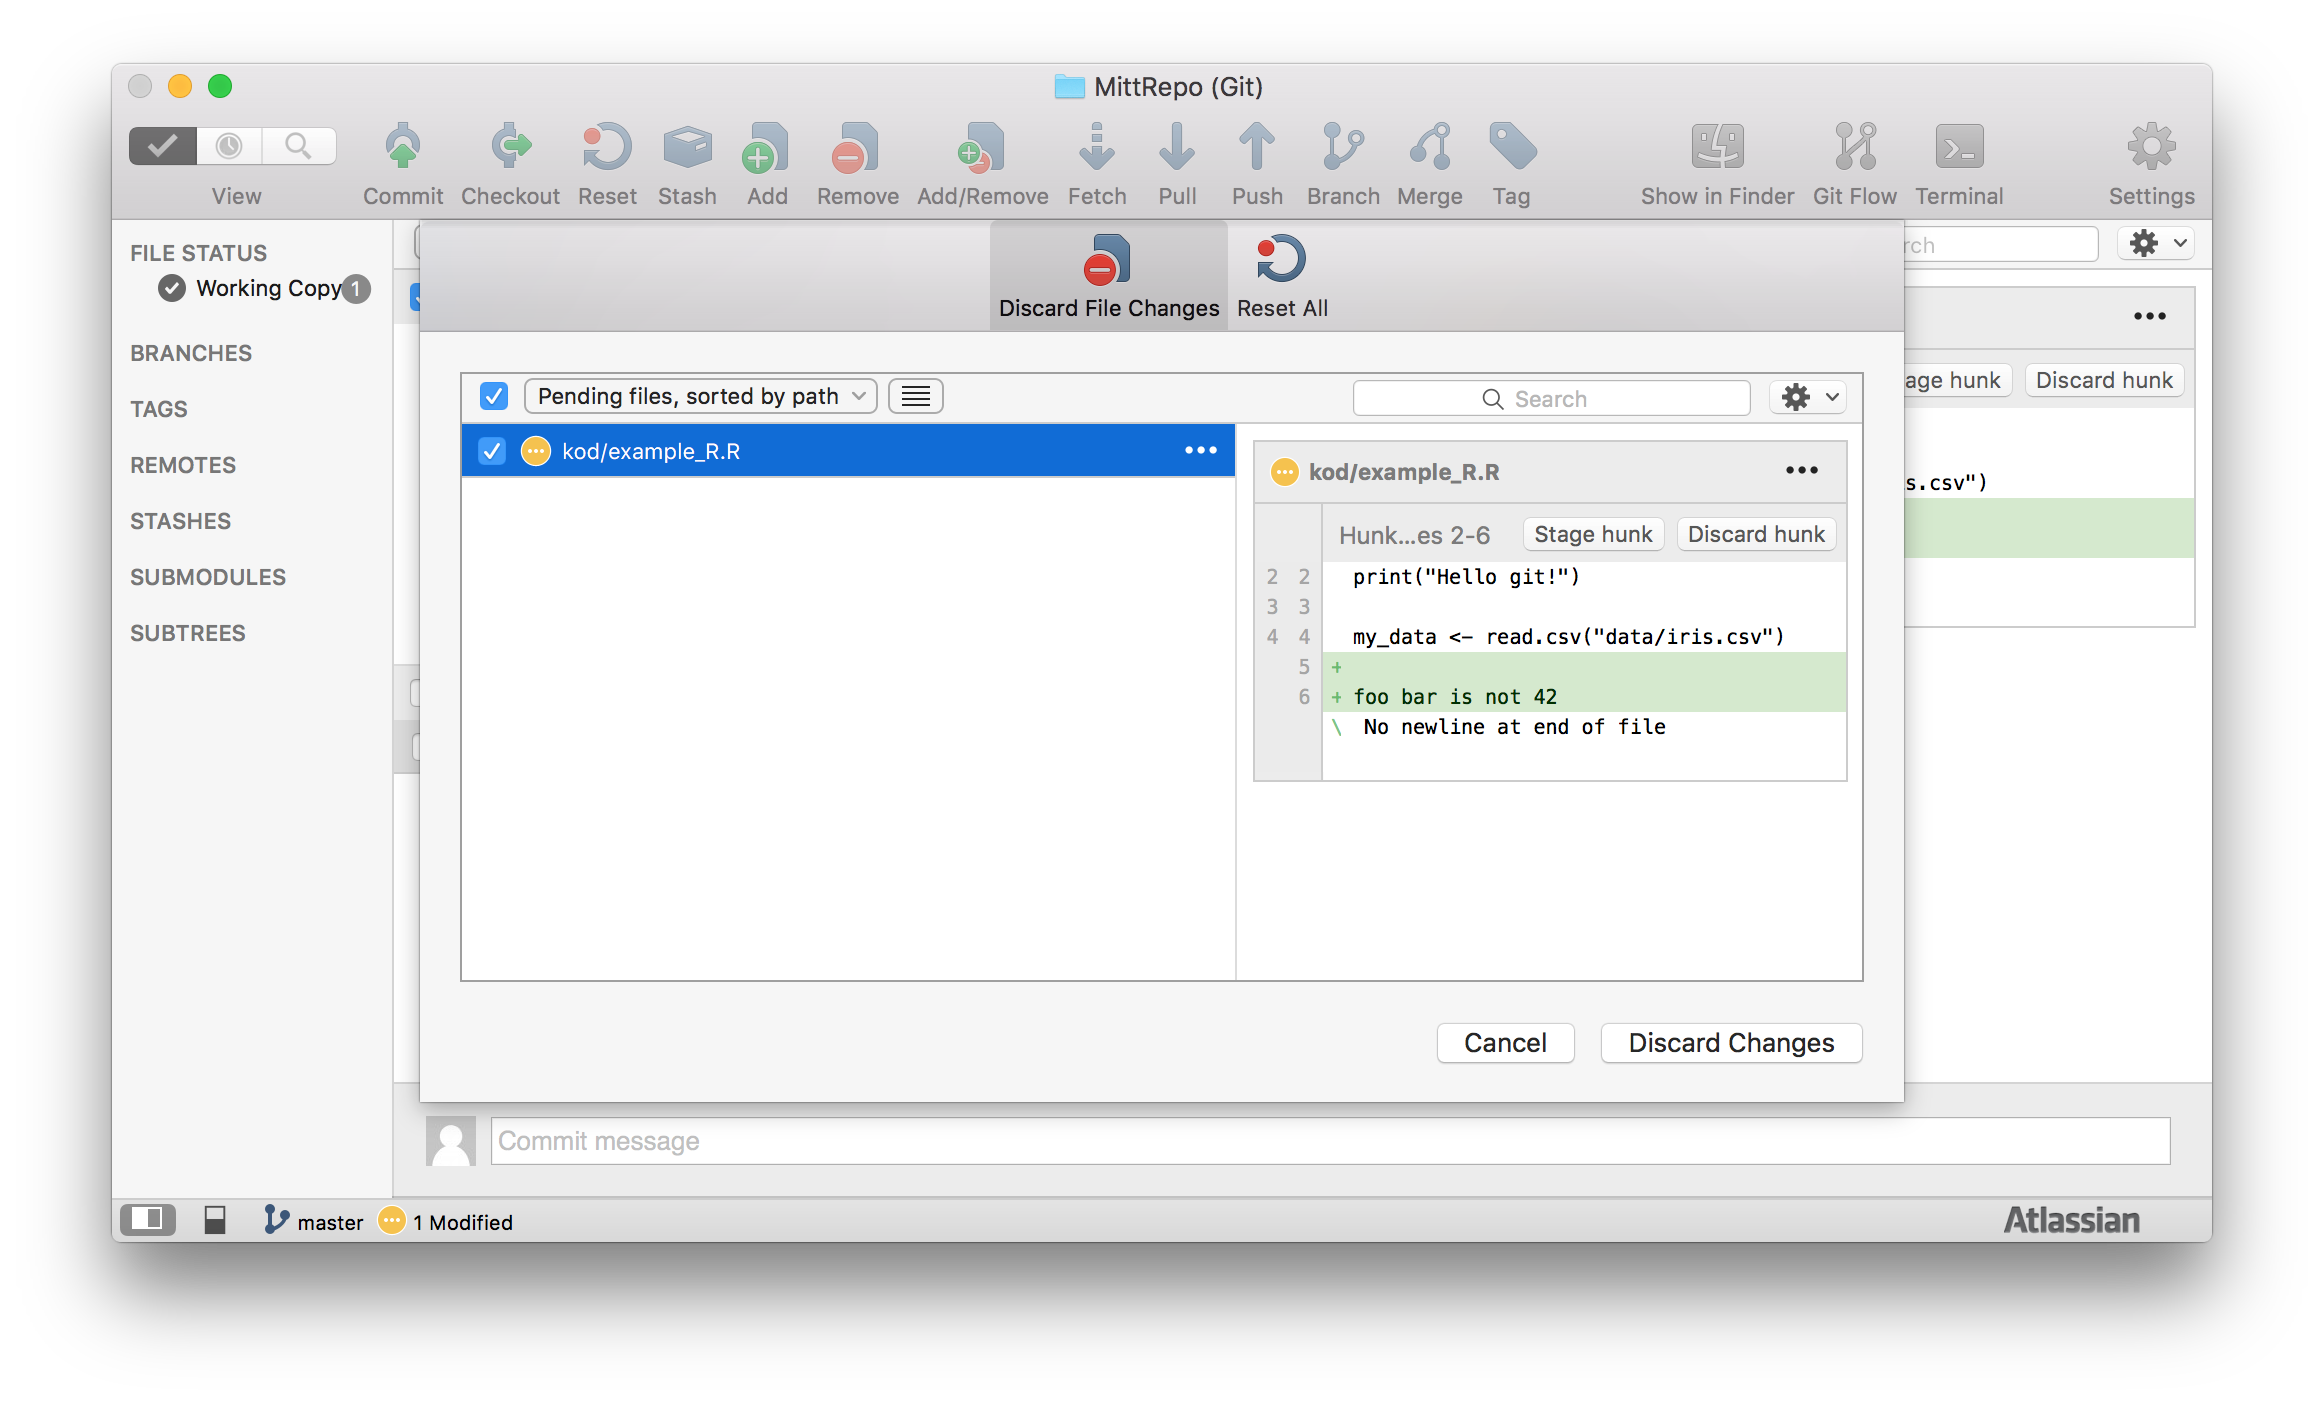 MittRepo (Git)
View
Commit
Checkout
Reset
Stash
Add
Remove
Add/Remove
Fetch
Pull
Push
Branch
Merge
Tag
Show in Finder
Git Flow
Terminal
Settings
FILE STATUS
Working Copy 1
BRANCHES
TAGS
REMOTES
STASHES
SUBMODULES
SUBTREES
Discard File Changes
Reset All
Pending files, sorted by path
Search
kod/example_R.R
kod/example_R.R
Hunk...es 2-6
Stage hunk
Discard hunk
2 2 print("Hello git!")
3 3
4 4 my_data <- read.csv("data/iris.csv")
5 +
6 + foo bar is not 42
\ No newline at end of file
Cancel
Discard Changes
rch
age hunk
Discard hunk
s.csv")
Commit message
master
1 Modified
Atlassian